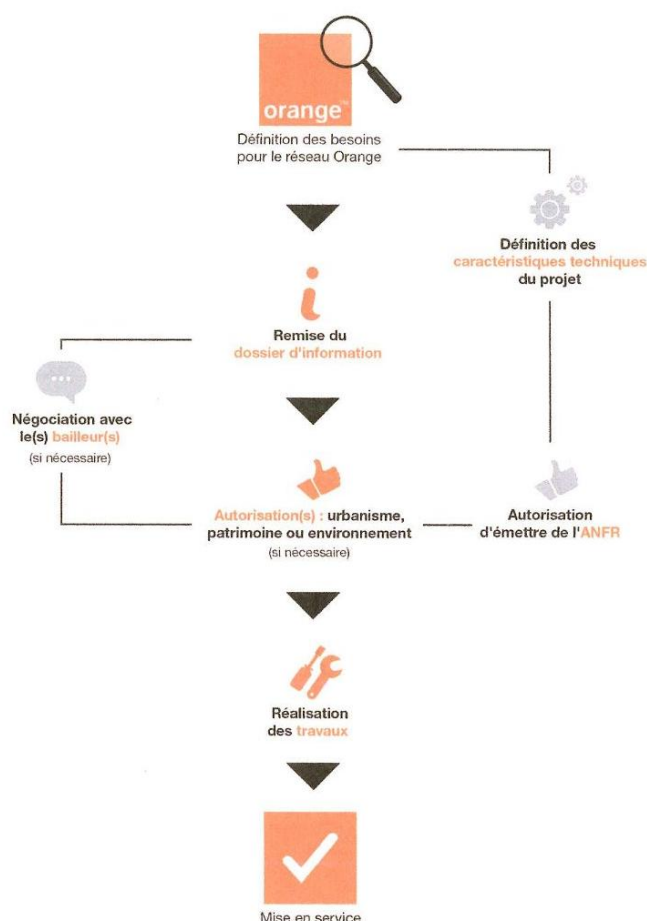 orange™
Définition des besoins
pour le réseau Orange
Définition des
caractéristiques techniques
du projet
Remise du
dossier d'information
Négociation avec
le(s) bailleur(s)
(si nécessaire)
Autorisation(s) : urbanisme,
patrimoine ou environnement
(si nécessaire)
Autorisation
d'émettre de l'ANFR
Réalisation
des travaux
Mise en service